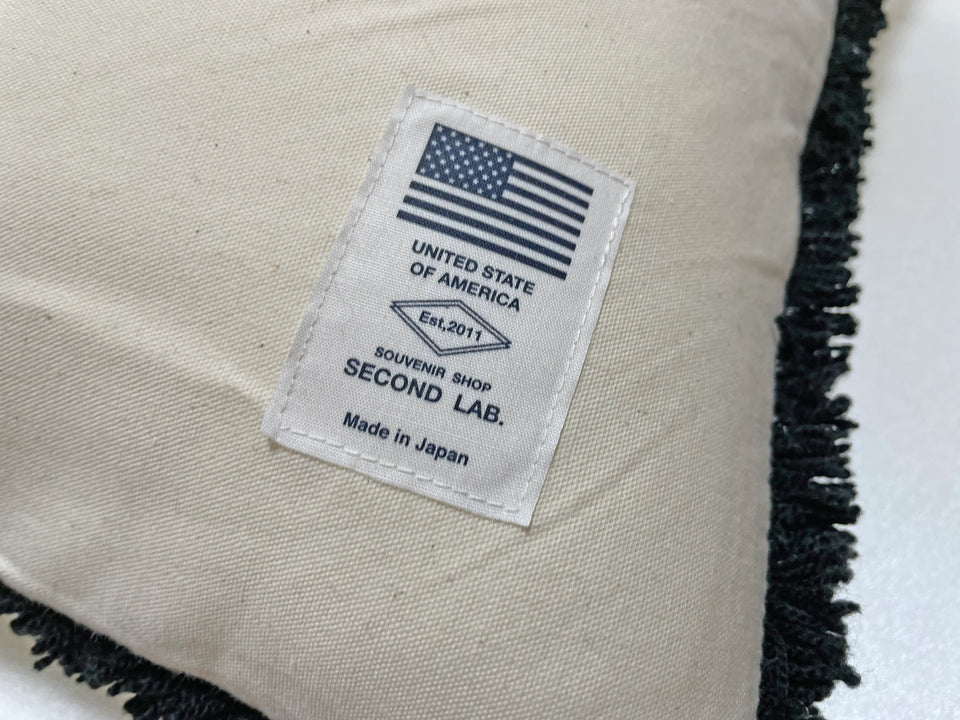 UNITED STATE
OF AMERICA
Est,2011
SOUVENIR SHOP
SECOND LAB.
Made in Japan